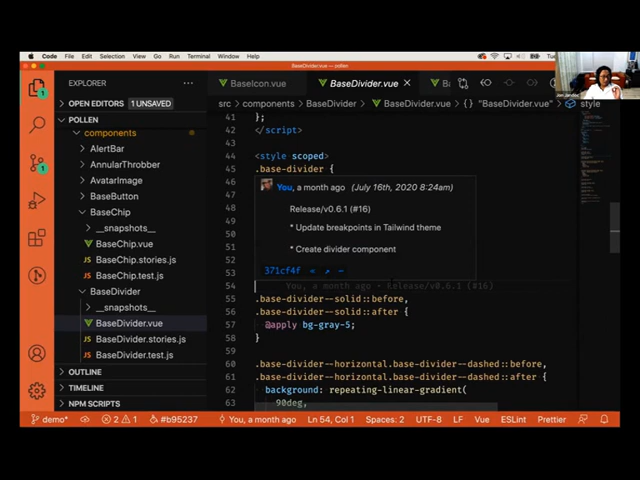 Code File Edit Selection View Go Run Terminal Window Help
BaseDivider.vue — pollen
EXPLORER
BaseIcon.vue
BaseDivider.vue
OPEN EDITORS 1 UNSAVED
src > components > BaseDivider > BaseDivider.vue > {} "BaseDivider.vue" > style
POLLEN
components
AlertBar
AnnularThrobber
AvatarImage
BaseButton
BaseChip
__snapshots__
BaseChip.vue
BaseChip.stories.js
BaseChip.test.js
BaseDivider
__snapshots__
BaseDivider.vue
BaseDivider.stories.js
BaseDivider.test.js
OUTLINE
TIMELINE
NPM SCRIPTS
41 };
42 </script>
43
44 <style scoped>
45 .base-divider {
46
47
48
49
50
51
52
53
54 You, a month ago • Release/v0.6.1 (#16)
55 .base-divider--solid::before,
56 .base-divider--solid::after {
57 @apply bg-gray-5;
58 }
59
60 .base-divider--horizontal.base-divider--dashed::before,
61 .base-divider--horizontal.base-divider--dashed::after {
62 background: repeating-linear-gradient(
63 90deg,
You, a month ago (July 16th, 2020 8:24am)
Release/v0.6.1 (#16)
* Update breakpoints in Tailwind theme
* Create divider component
371cf4f
demo* 2 1 #b95237 You, a month ago Ln 54, Col 1 Spaces: 2 UTF-8 LF Vue ESLint Prettier